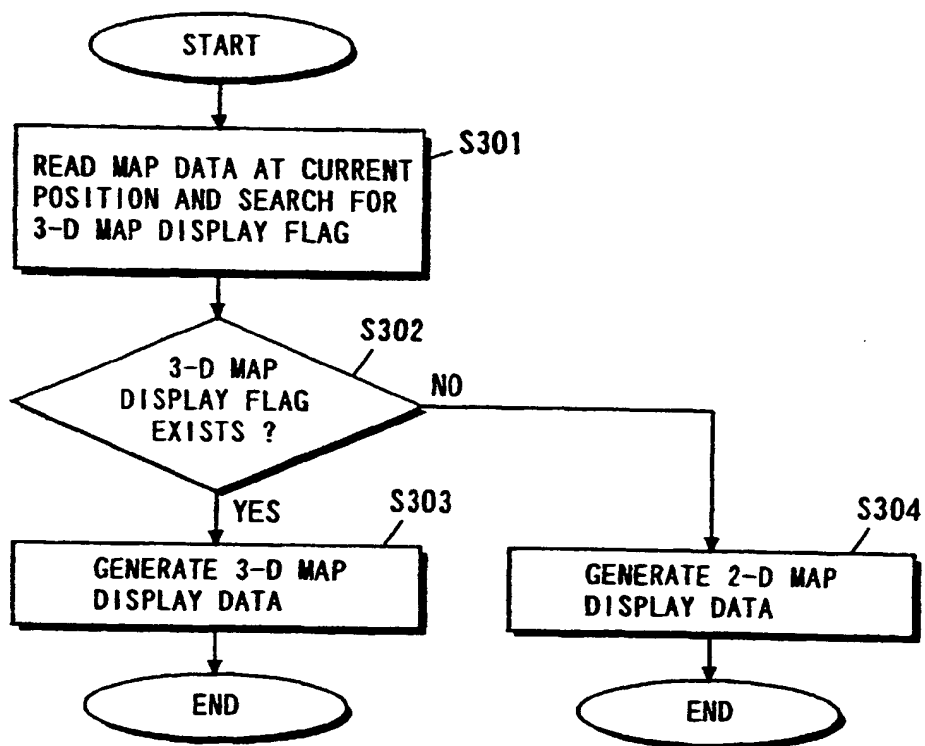 START
S301
READ MAP DATA AT CURRENT
POSITION AND SEARCH FOR
3-D MAP DISPLAY FLAG
S302
3-D MAP
DISPLAY FLAG
EXISTS ?
NO
YES
S303
GENERATE 3-D MAP
DISPLAY DATA
S304
GENERATE 2-D MAP
DISPLAY DATA
END
END